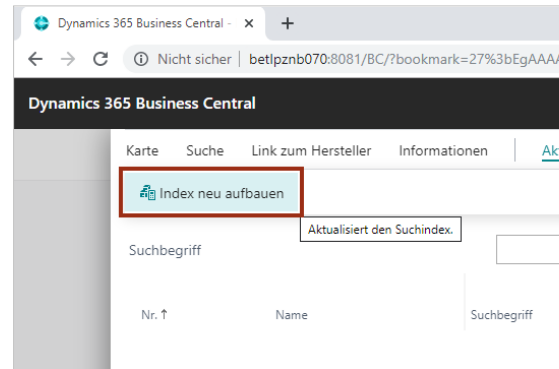 Dynamics 365 Business Central -
Nicht sicher | betlpznb070:8081/BC/?bookmark=27%3bEgAAA
Dynamics 365 Business Central
Karte Suche Link zum Hersteller Informationen
Index neu aufbauen
Aktualisiert den Suchindex.
Suchbegriff
Nr. ↑ Name Suchbegriff